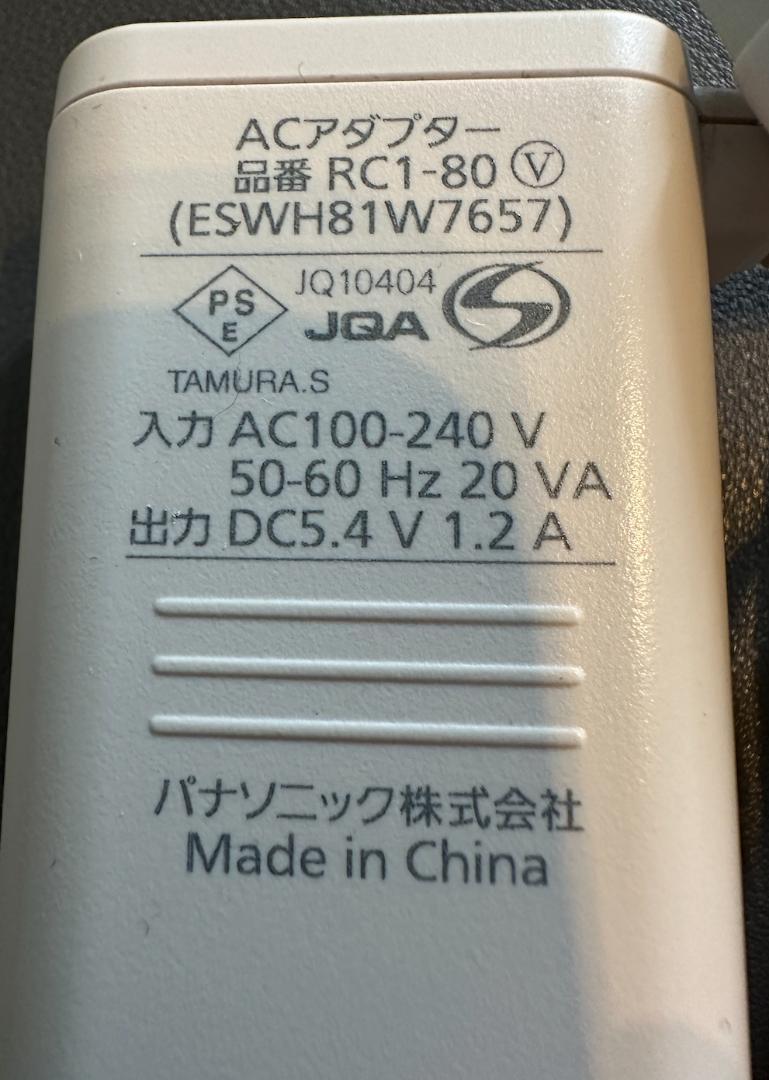 ACアダプター
品番 RC1-80 Ⓥ
(ESWH81W7657)
PS
E
JQ10404
JQA
TAMURA.S
入力 AC100-240 V
50-60 Hz 20 VA
出力 DC5.4 V 1.2 A
パナソニック株式会社
Made in China